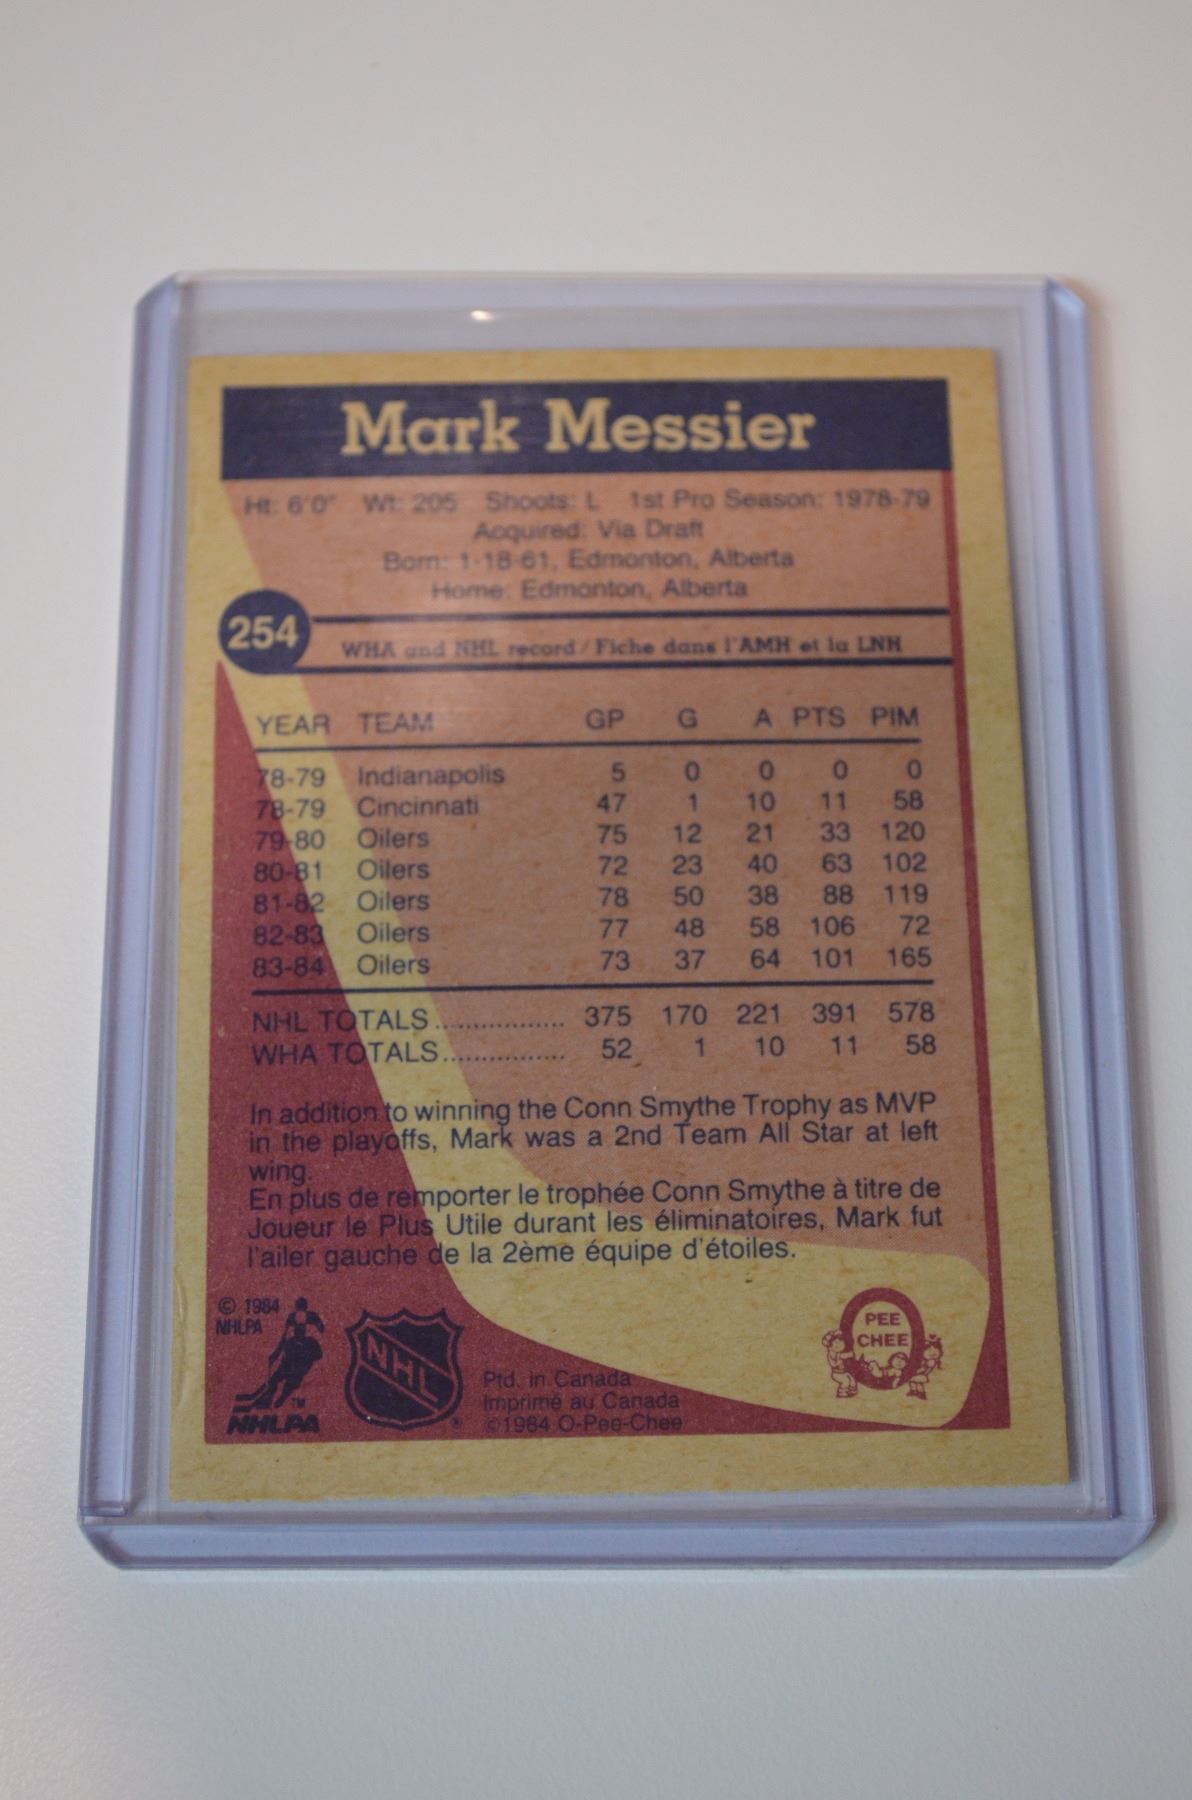 Mark Messier
Ht: 6'0" Wt: 205 Shoots: L 1st Pro Season: 1978-79
Acquired: Via Draft
Born: 1-18-61, Edmonton, Alberta
Home: Edmonton, Alberta
254
WHA and NHL record / Fiche dans l'AMH et la LNH
YEAR TEAM GP G A PTS PIM
78-79 Indianapolis 5 0 0 0 0
78-79 Cincinnati 47 1 10 11 58
79-80 Oilers 75 12 21 33 120
80-81 Oilers 72 23 40 63 102
81-82 Oilers 78 50 38 88 119
82-83 Oilers 77 48 58 106 72
83-84 Oilers 73 37 64 101 165
NHL TOTALS ................. 375 170 221 391 578
WHA TOTALS ................ 52 1 10 11 58
In addition to winning the Conn Smythe Trophy as MVP
in the playoffs, Mark was a 2nd Team All Star at left
wing.
En plus de remporter le trophée Conn Smythe à titre de
Joueur le Plus Utile durant les éliminatoires, Mark fut
l'ailer gauche de la 2ème équipe d'étoiles.
© 1984
NHLPA
TM
NHLPA
NHL
®
Ptd. in Canada
Imprimé au Canada
© 1984 O-Pee-Chee
PEE
CHEE